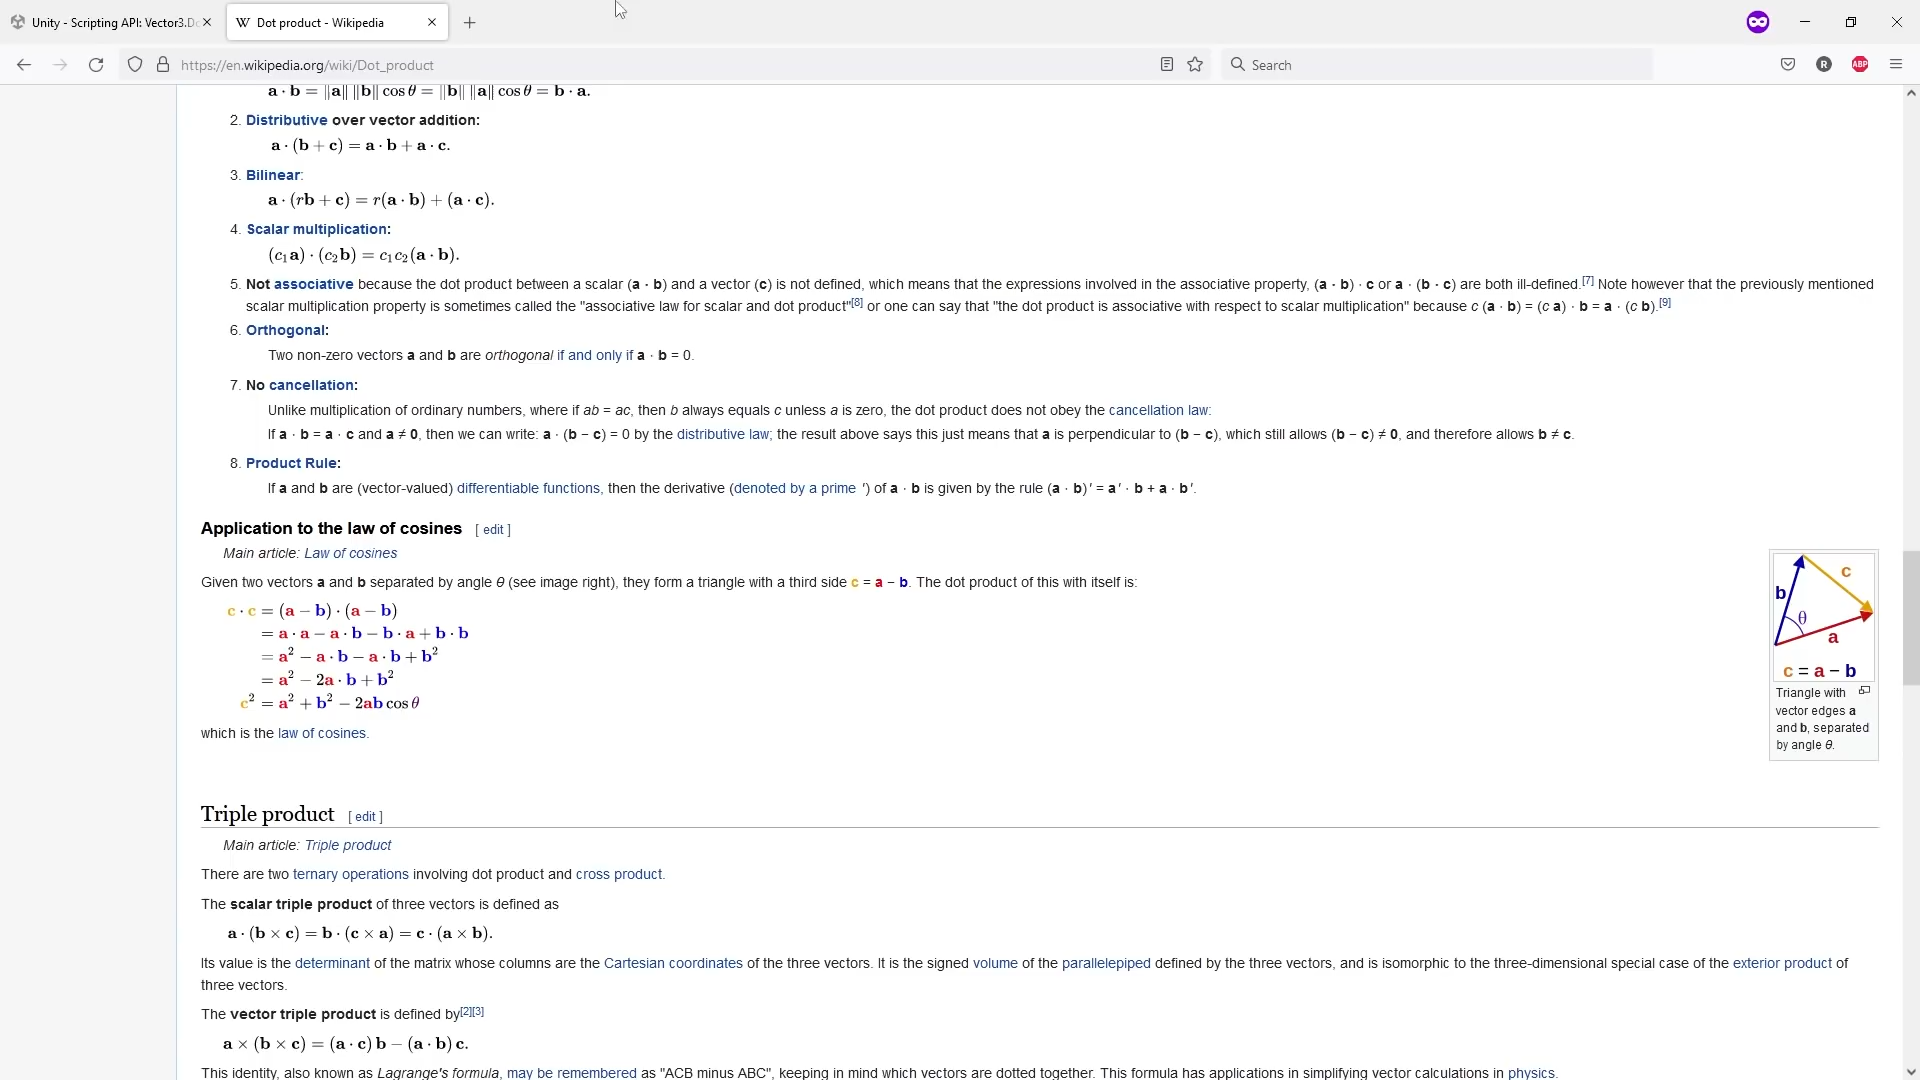 Unity - Scripting API: Vector3.Do
W Dot product - Wikipedia
https://en.wikipedia.org/wiki/Dot_product
Search
R
ABP
a · b = ‖a‖ ‖b‖ cos θ = ‖b‖ ‖a‖ cos θ = b · a.
2. Distributive over vector addition:
a · (b + c) = a · b + a · c.
3. Bilinear:
a · (rb + c) = r(a · b) + (a · c).
4. Scalar multiplication:
(c₁a) · (c₂b) = c₁c₂(a · b).
5. Not associative because the dot product between a scalar (a · b) and a vector (c) is not defined, which means that the expressions involved in the associative property, (a · b) · c or a · (b · c) are both ill-defined.[7] Note however that the previously mentioned
scalar multiplication property is sometimes called the "associative law for scalar and dot product"[8] or one can say that "the dot product is associative with respect to scalar multiplication" because c (a · b) = (c a) · b = a · (c b).[9]
6. Orthogonal:
Two non-zero vectors a and b are orthogonal if and only if a · b = 0.
7. No cancellation:
Unlike multiplication of ordinary numbers, where if ab = ac, then b always equals c unless a is zero, the dot product does not obey the cancellation law:
If a · b = a · c and a ≠ 0, then we can write: a · (b − c) = 0 by the distributive law; the result above says this just means that a is perpendicular to (b − c), which still allows (b − c) ≠ 0, and therefore allows b ≠ c.
8. Product Rule:
If a and b are (vector-valued) differentiable functions, then the derivative (denoted by a prime ′) of a · b is given by the rule (a · b)′ = a′ · b + a · b′.
Application to the law of cosines [ edit ]
Main article: Law of cosines
Given two vectors a and b separated by angle θ (see image right), they form a triangle with a third side c = a − b. The dot product of this with itself is:
c · c = (a − b) · (a − b)
= a · a − a · b − b · a + b · b
= a² − a · b − a · b + b²
= a² − 2a · b + b²
c² = a² + b² − 2ab cos θ
which is the law of cosines.
c
b
θ
a
c = a − b
Triangle with
vector edges a
and b, separated
by angle θ.
Triple product [ edit ]
Main article: Triple product
There are two ternary operations involving dot product and cross product.
The scalar triple product of three vectors is defined as
a · (b × c) = b · (c × a) = c · (a × b).
Its value is the determinant of the matrix whose columns are the Cartesian coordinates of the three vectors. It is the signed volume of the parallelepiped defined by the three vectors, and is isomorphic to the three-dimensional special case of the exterior product of
three vectors.
The vector triple product is defined by[2][3]
a × (b × c) = (a · c) b − (a · b) c.
This identity, also known as Lagrange's formula, may be remembered as "ACB minus ABC", keeping in mind which vectors are dotted together. This formula has applications in simplifying vector calculations in physics.